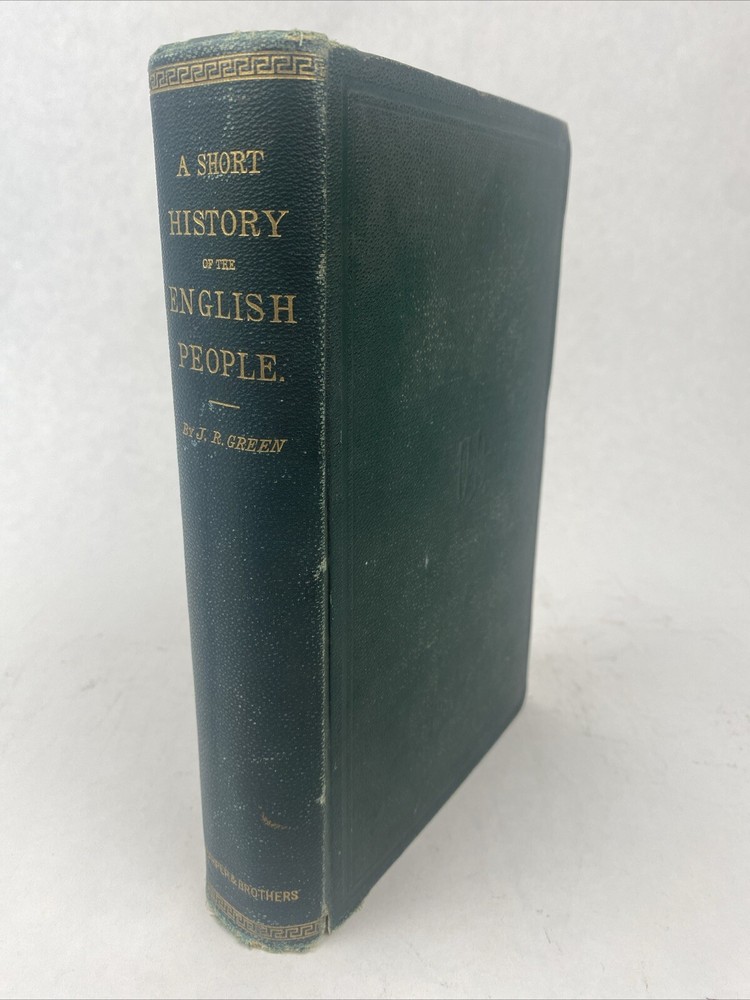 A SHORT
HISTORY
OF THE
ENGLISH
PEOPLE.
BY J. R. GREEN
& BROTHERS